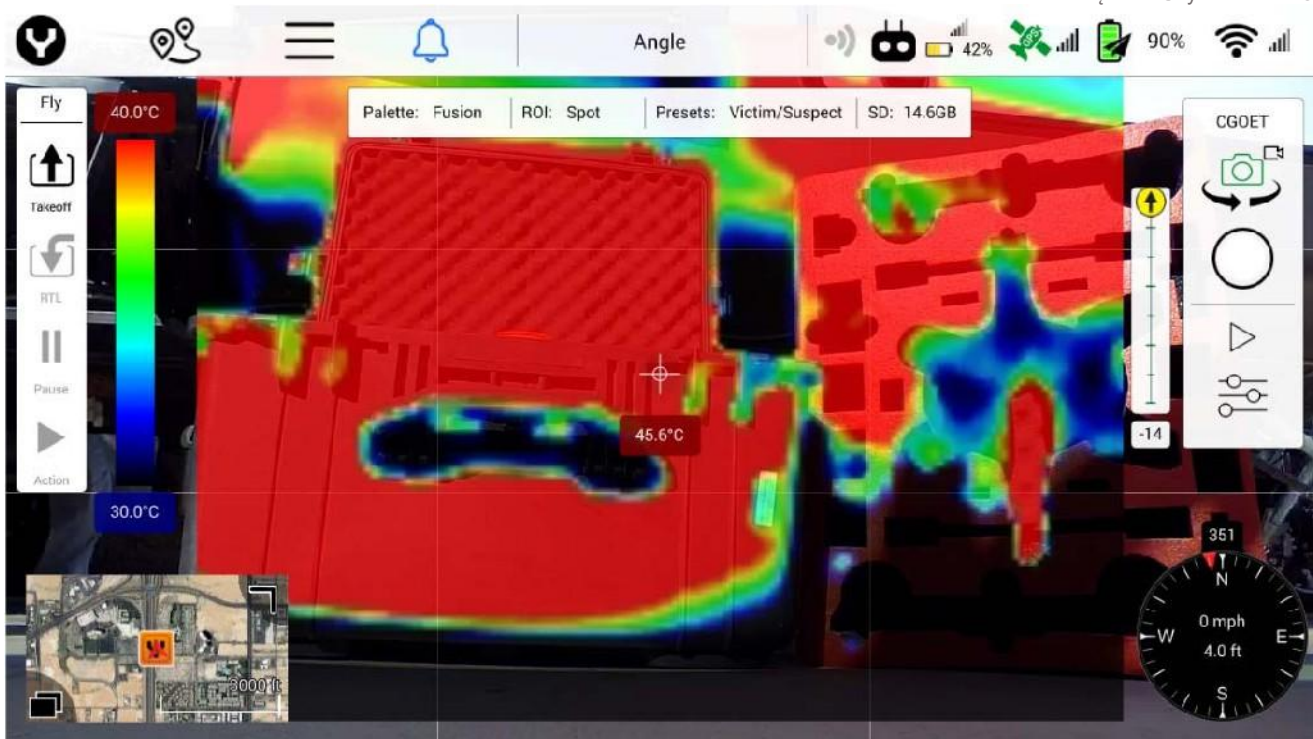 Angle
42%
GPS
90%
Fly
40.0°C
Palette: Fusion
ROI: Spot
Presets: Victim/Suspect
SD: 14.6GB
CGOET
Takeoff
RTL
Pause
Action
45.6°C
-14
30.0°C
3000 ft
351
N
W
E
S
0 mph
4.0 ft